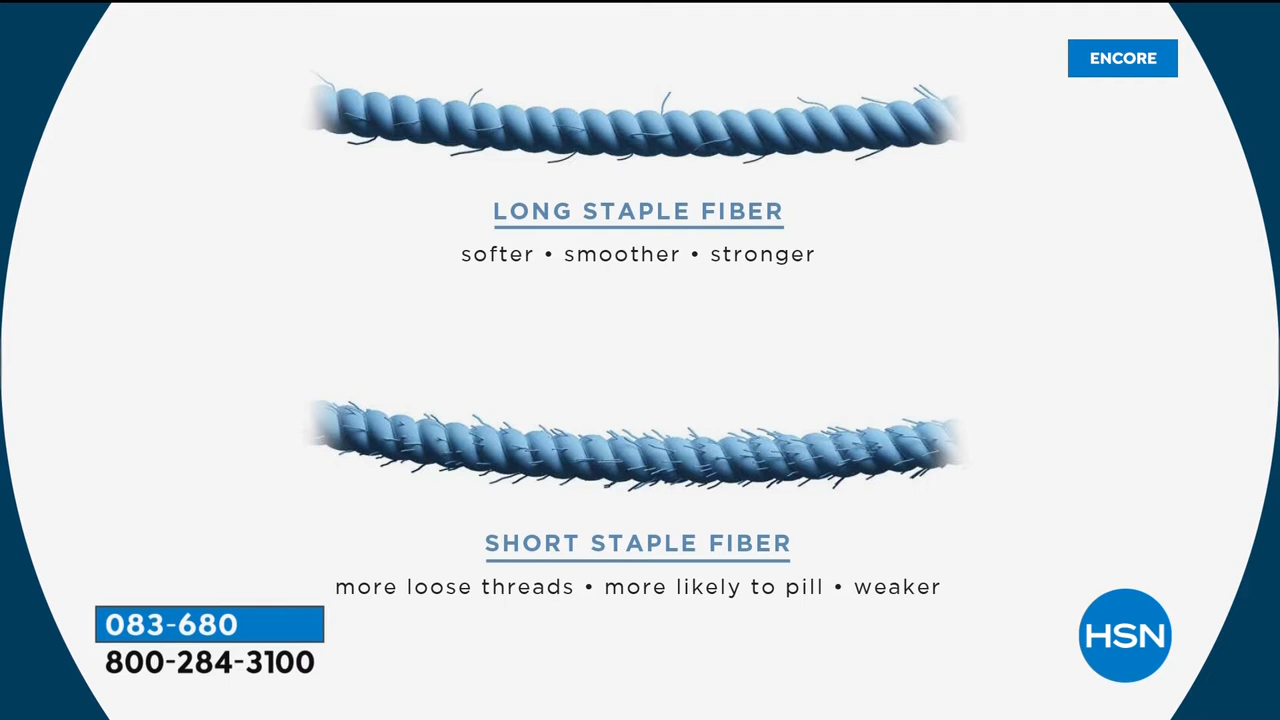 ENCORE
LONG STAPLE FIBER
softer • smoother • stronger
SHORT STAPLE FIBER
more loose threads • more likely to pill • weaker
083-680
800-284-3100
HSN